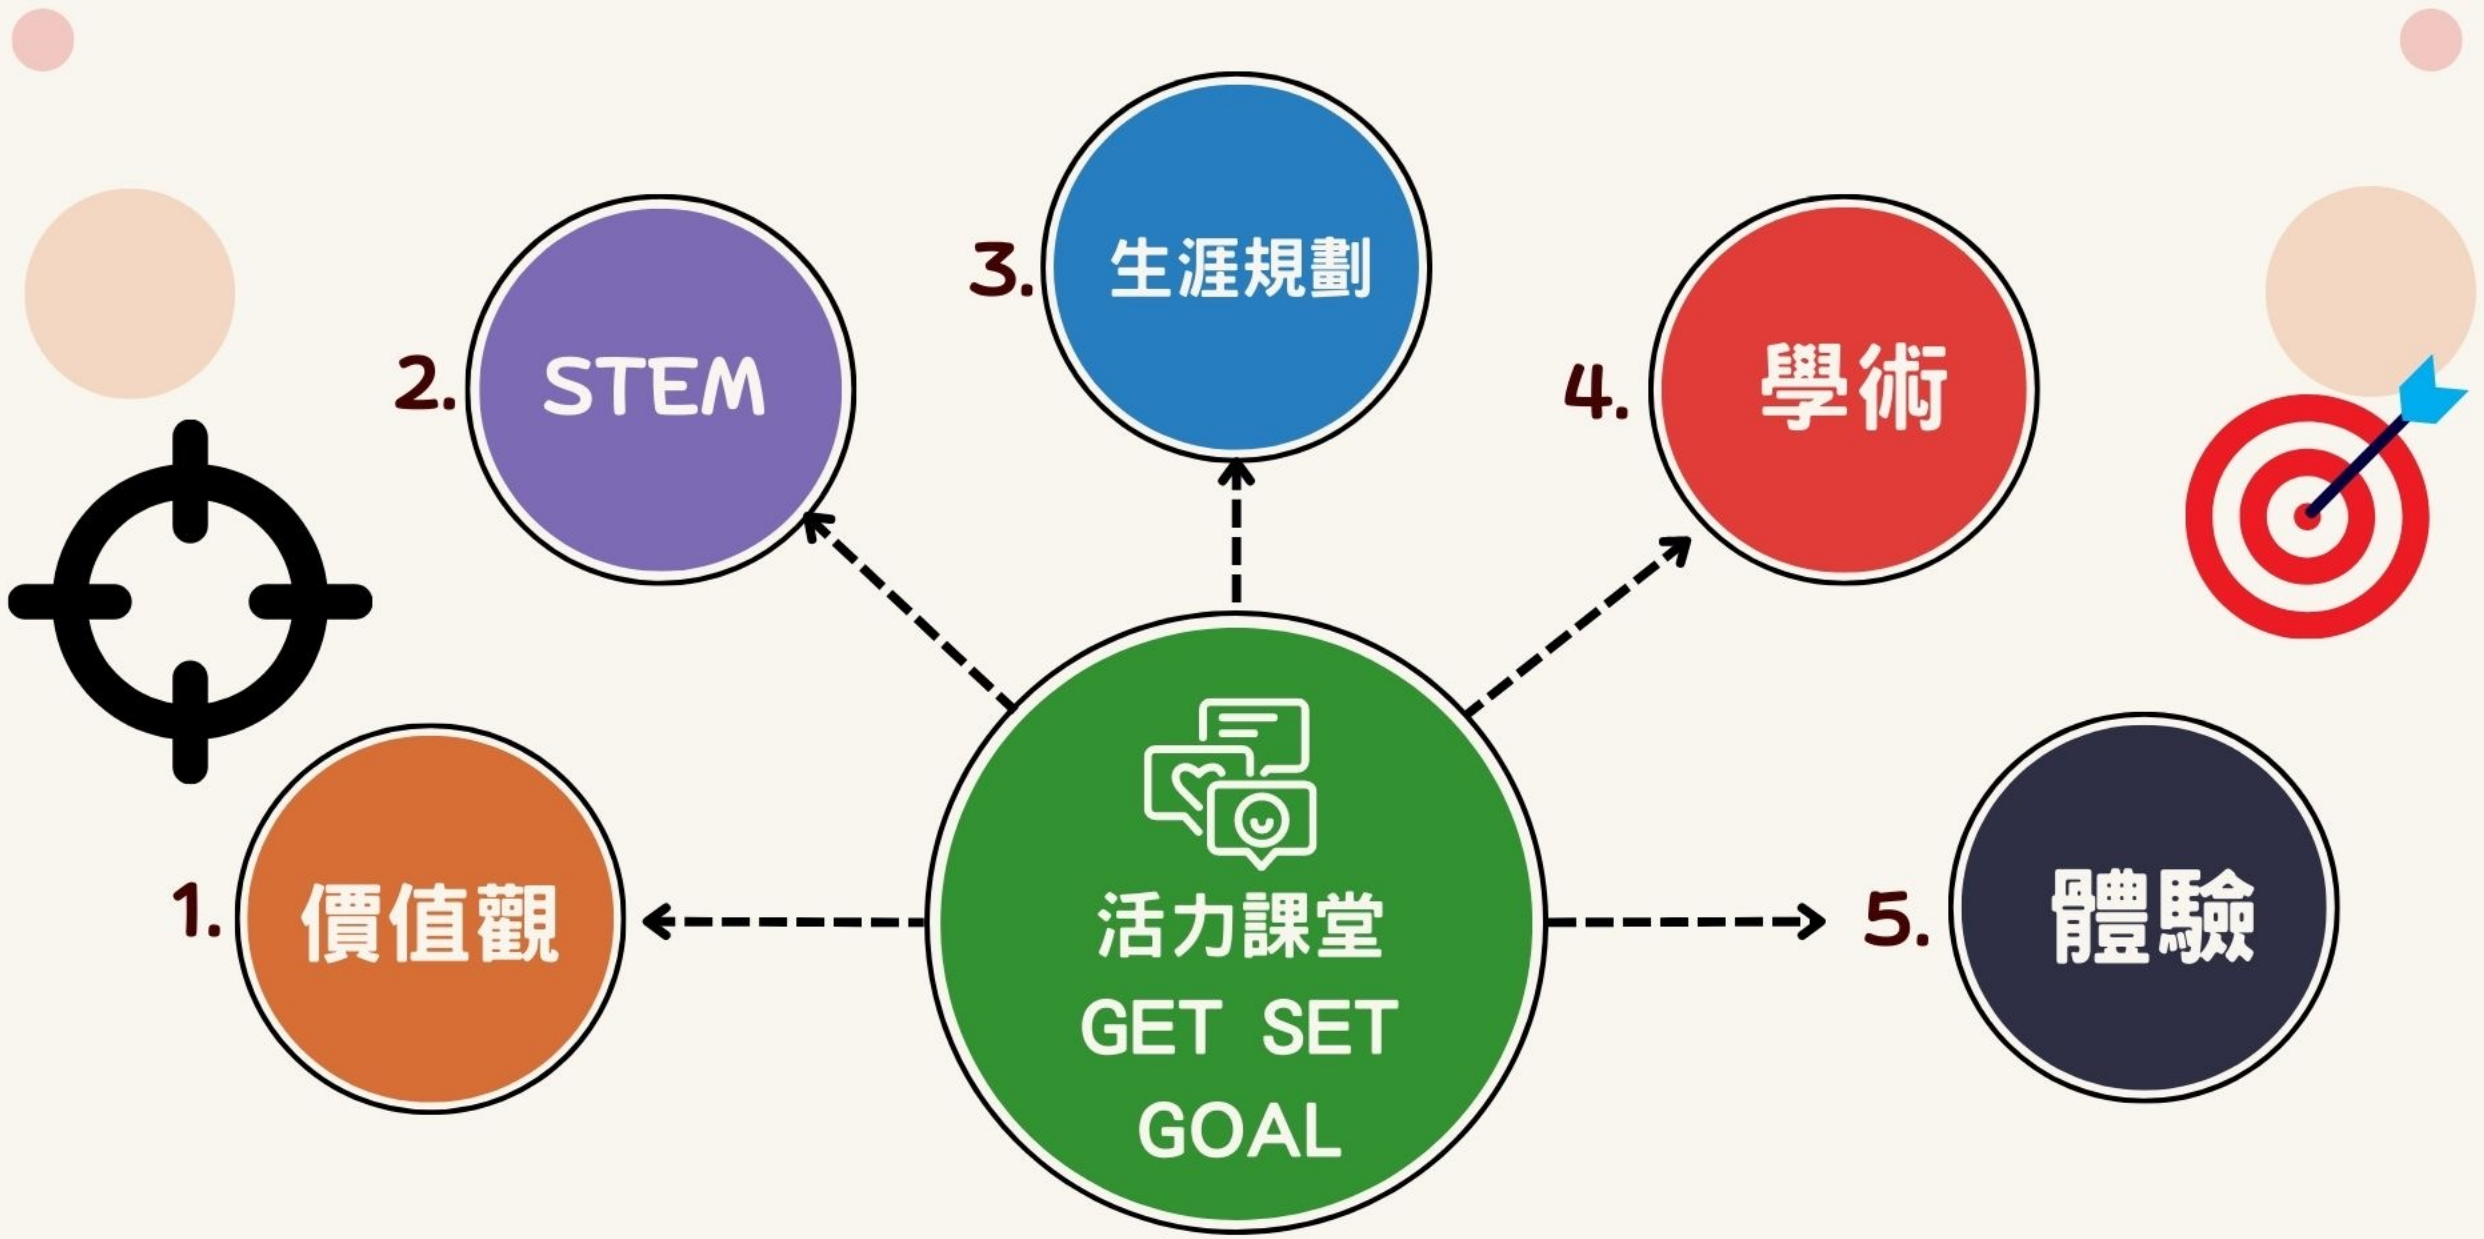 1. 價值觀
2. STEM
3. 生涯規劃
4. 學術
5. 體驗
活力課堂
GET SET
GOAL